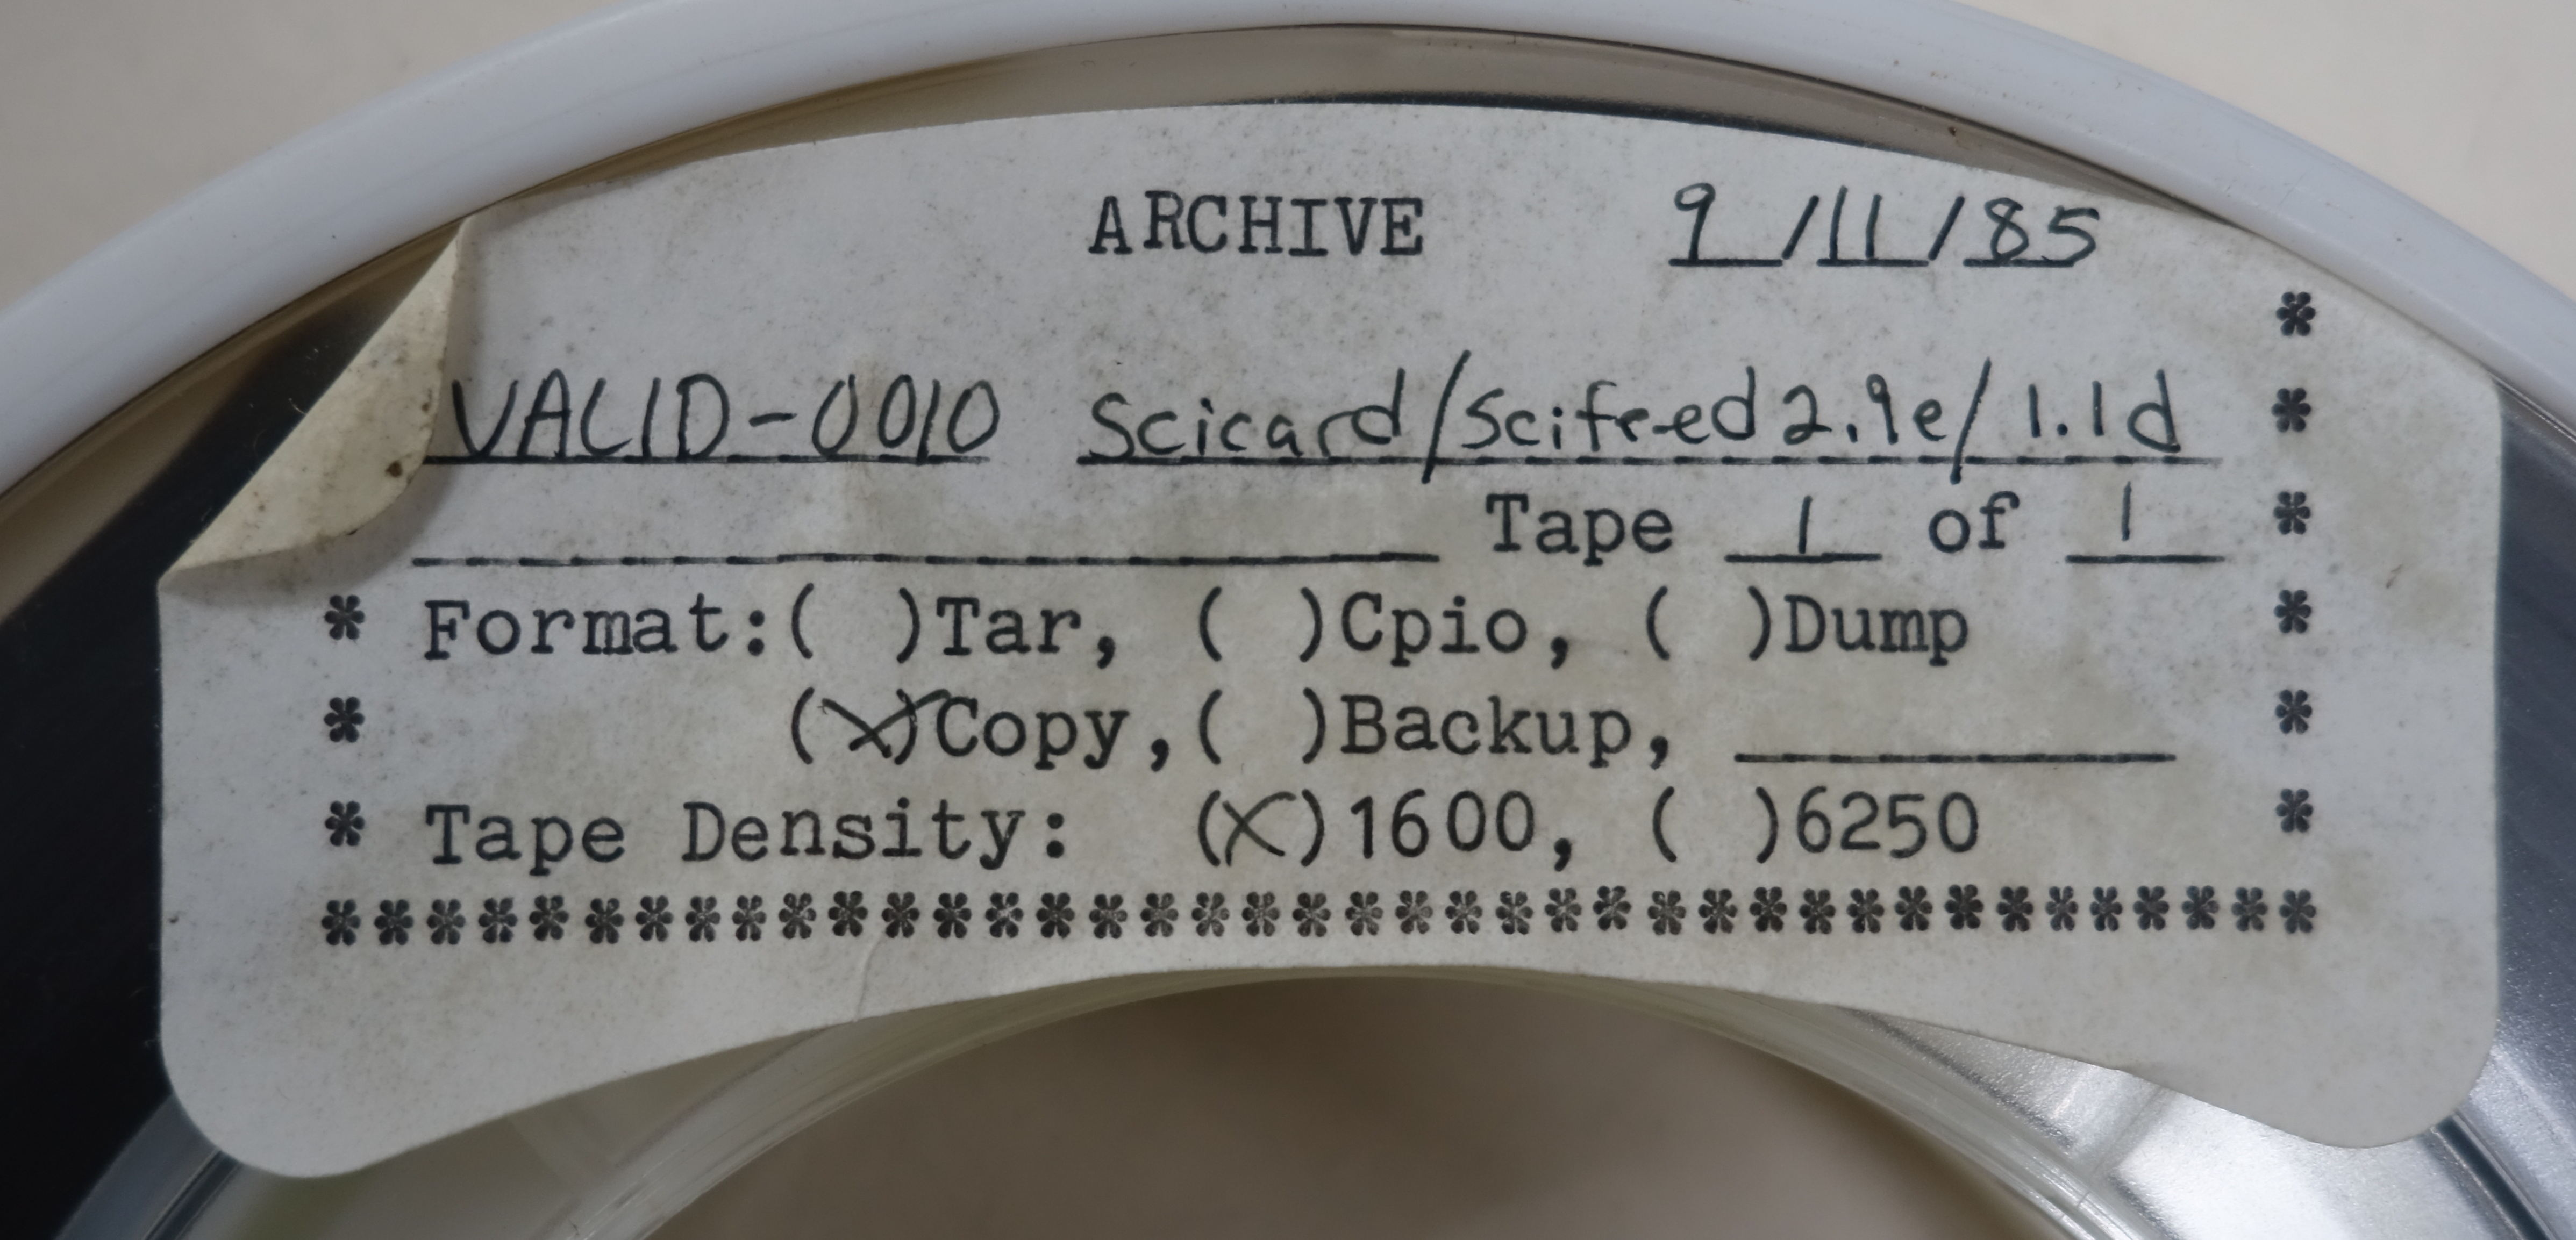 ARCHIVE 9/11/85
*
VALID-0010 Scicard/Scifeed 2.9e/1.1d *
Tape 1 of 1 *
* Format:( )Tar, ( )Cpio, ( )Dump *
* (X)Copy,( )Backup, __________ *
* Tape Density: (X)1600, ( )6250 *
***************************************